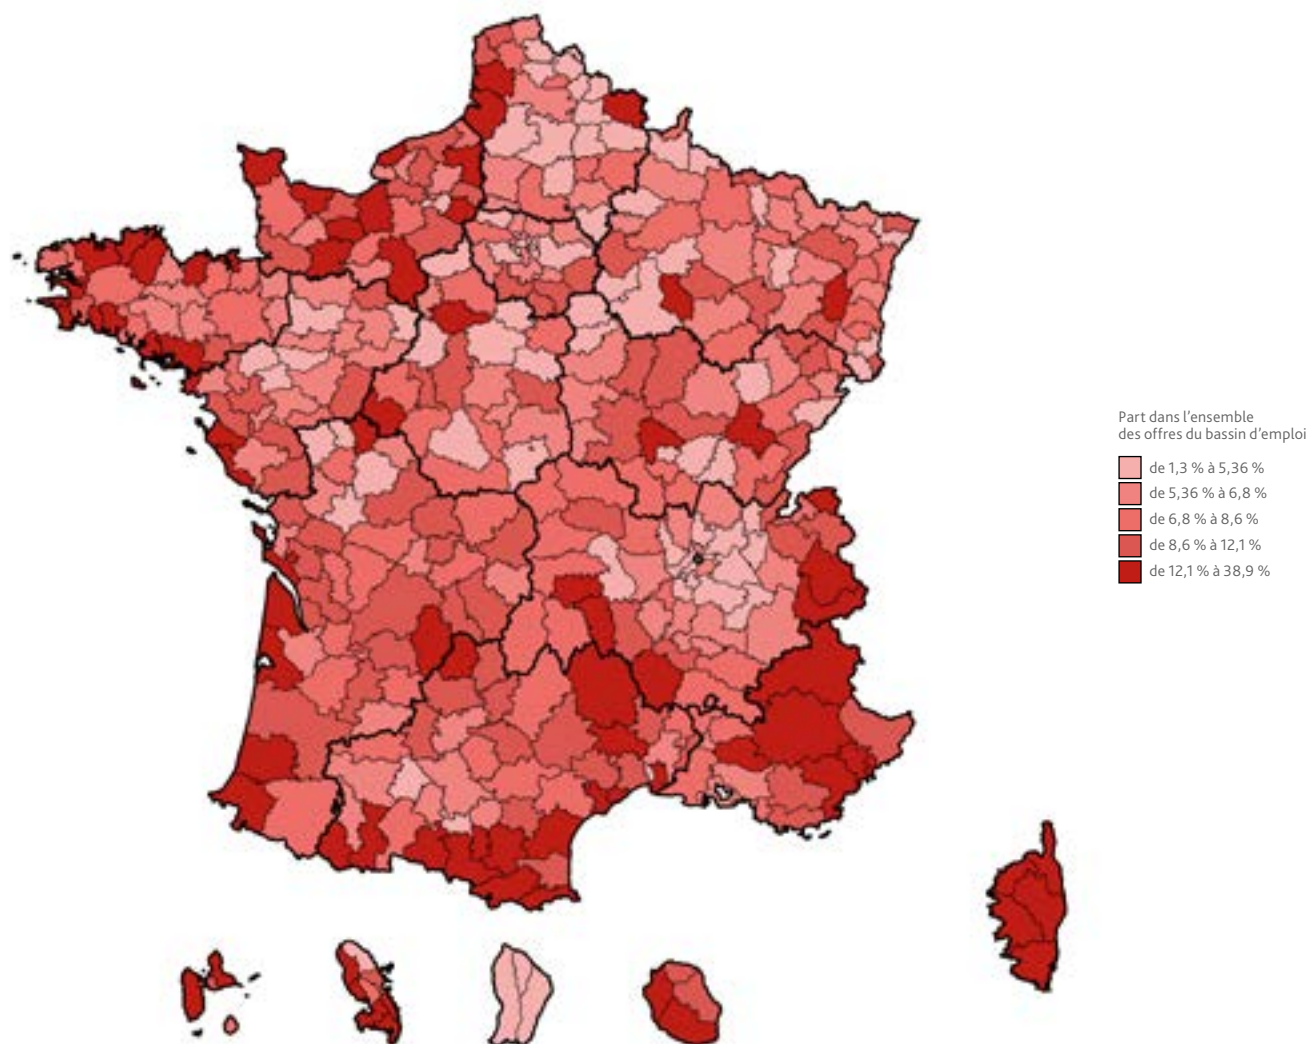 Part dans l'ensemble
des offres du bassin d'emploi
de 1,3 % à 5,36 %
de 5,36 % à 6,8 %
de 6,8 % à 8,6 %
de 8,6 % à 12,1 %
de 12,1 % à 38,9 %